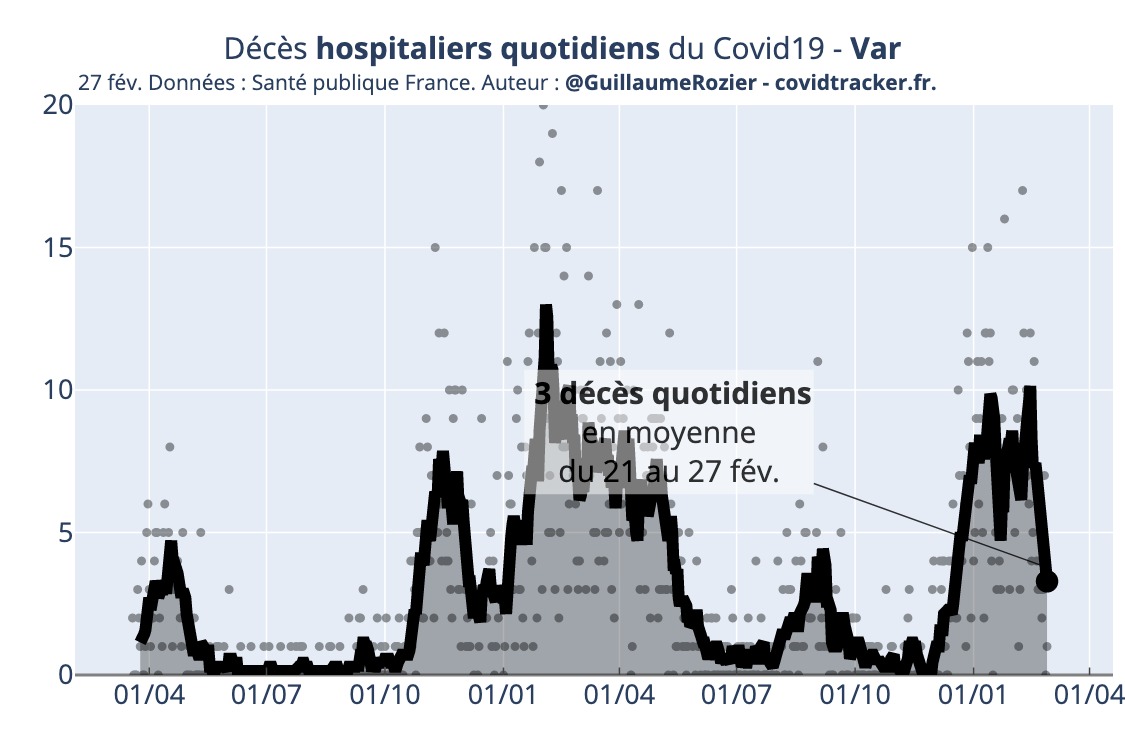 Décès hospitaliers quotidiens du Covid19 - Var
27 fév. Données : Santé publique France. Auteur : @GuillaumeRozier - covidtracker.fr.
20
15
10
5
0
3 décès quotidiens
en moyenne
du 21 au 27 fév.
01/04 01/07 01/10 01/01 01/04 01/07 01/10 01/01 01/04